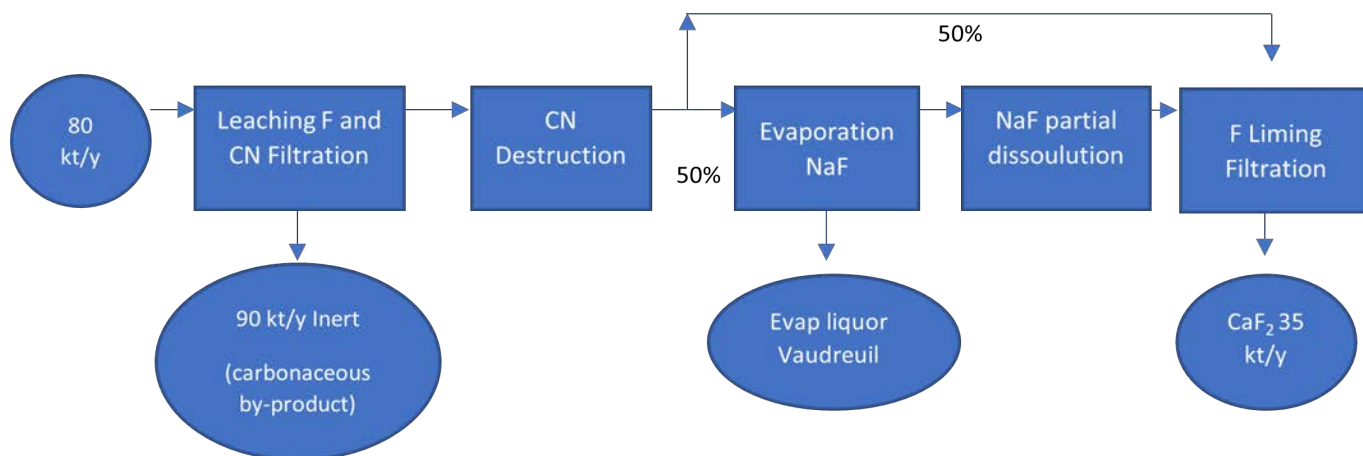 50%
80
kt/y
Leaching F and
CN Filtration
CN
Destruction
50%
Evaporation
NaF
NaF partial
dissoulution
F Liming
Filtration
90 kt/y Inert
(carbonaceous
by-product)
Evap liquor
Vaudreuil
CaF₂ 35
kt/y